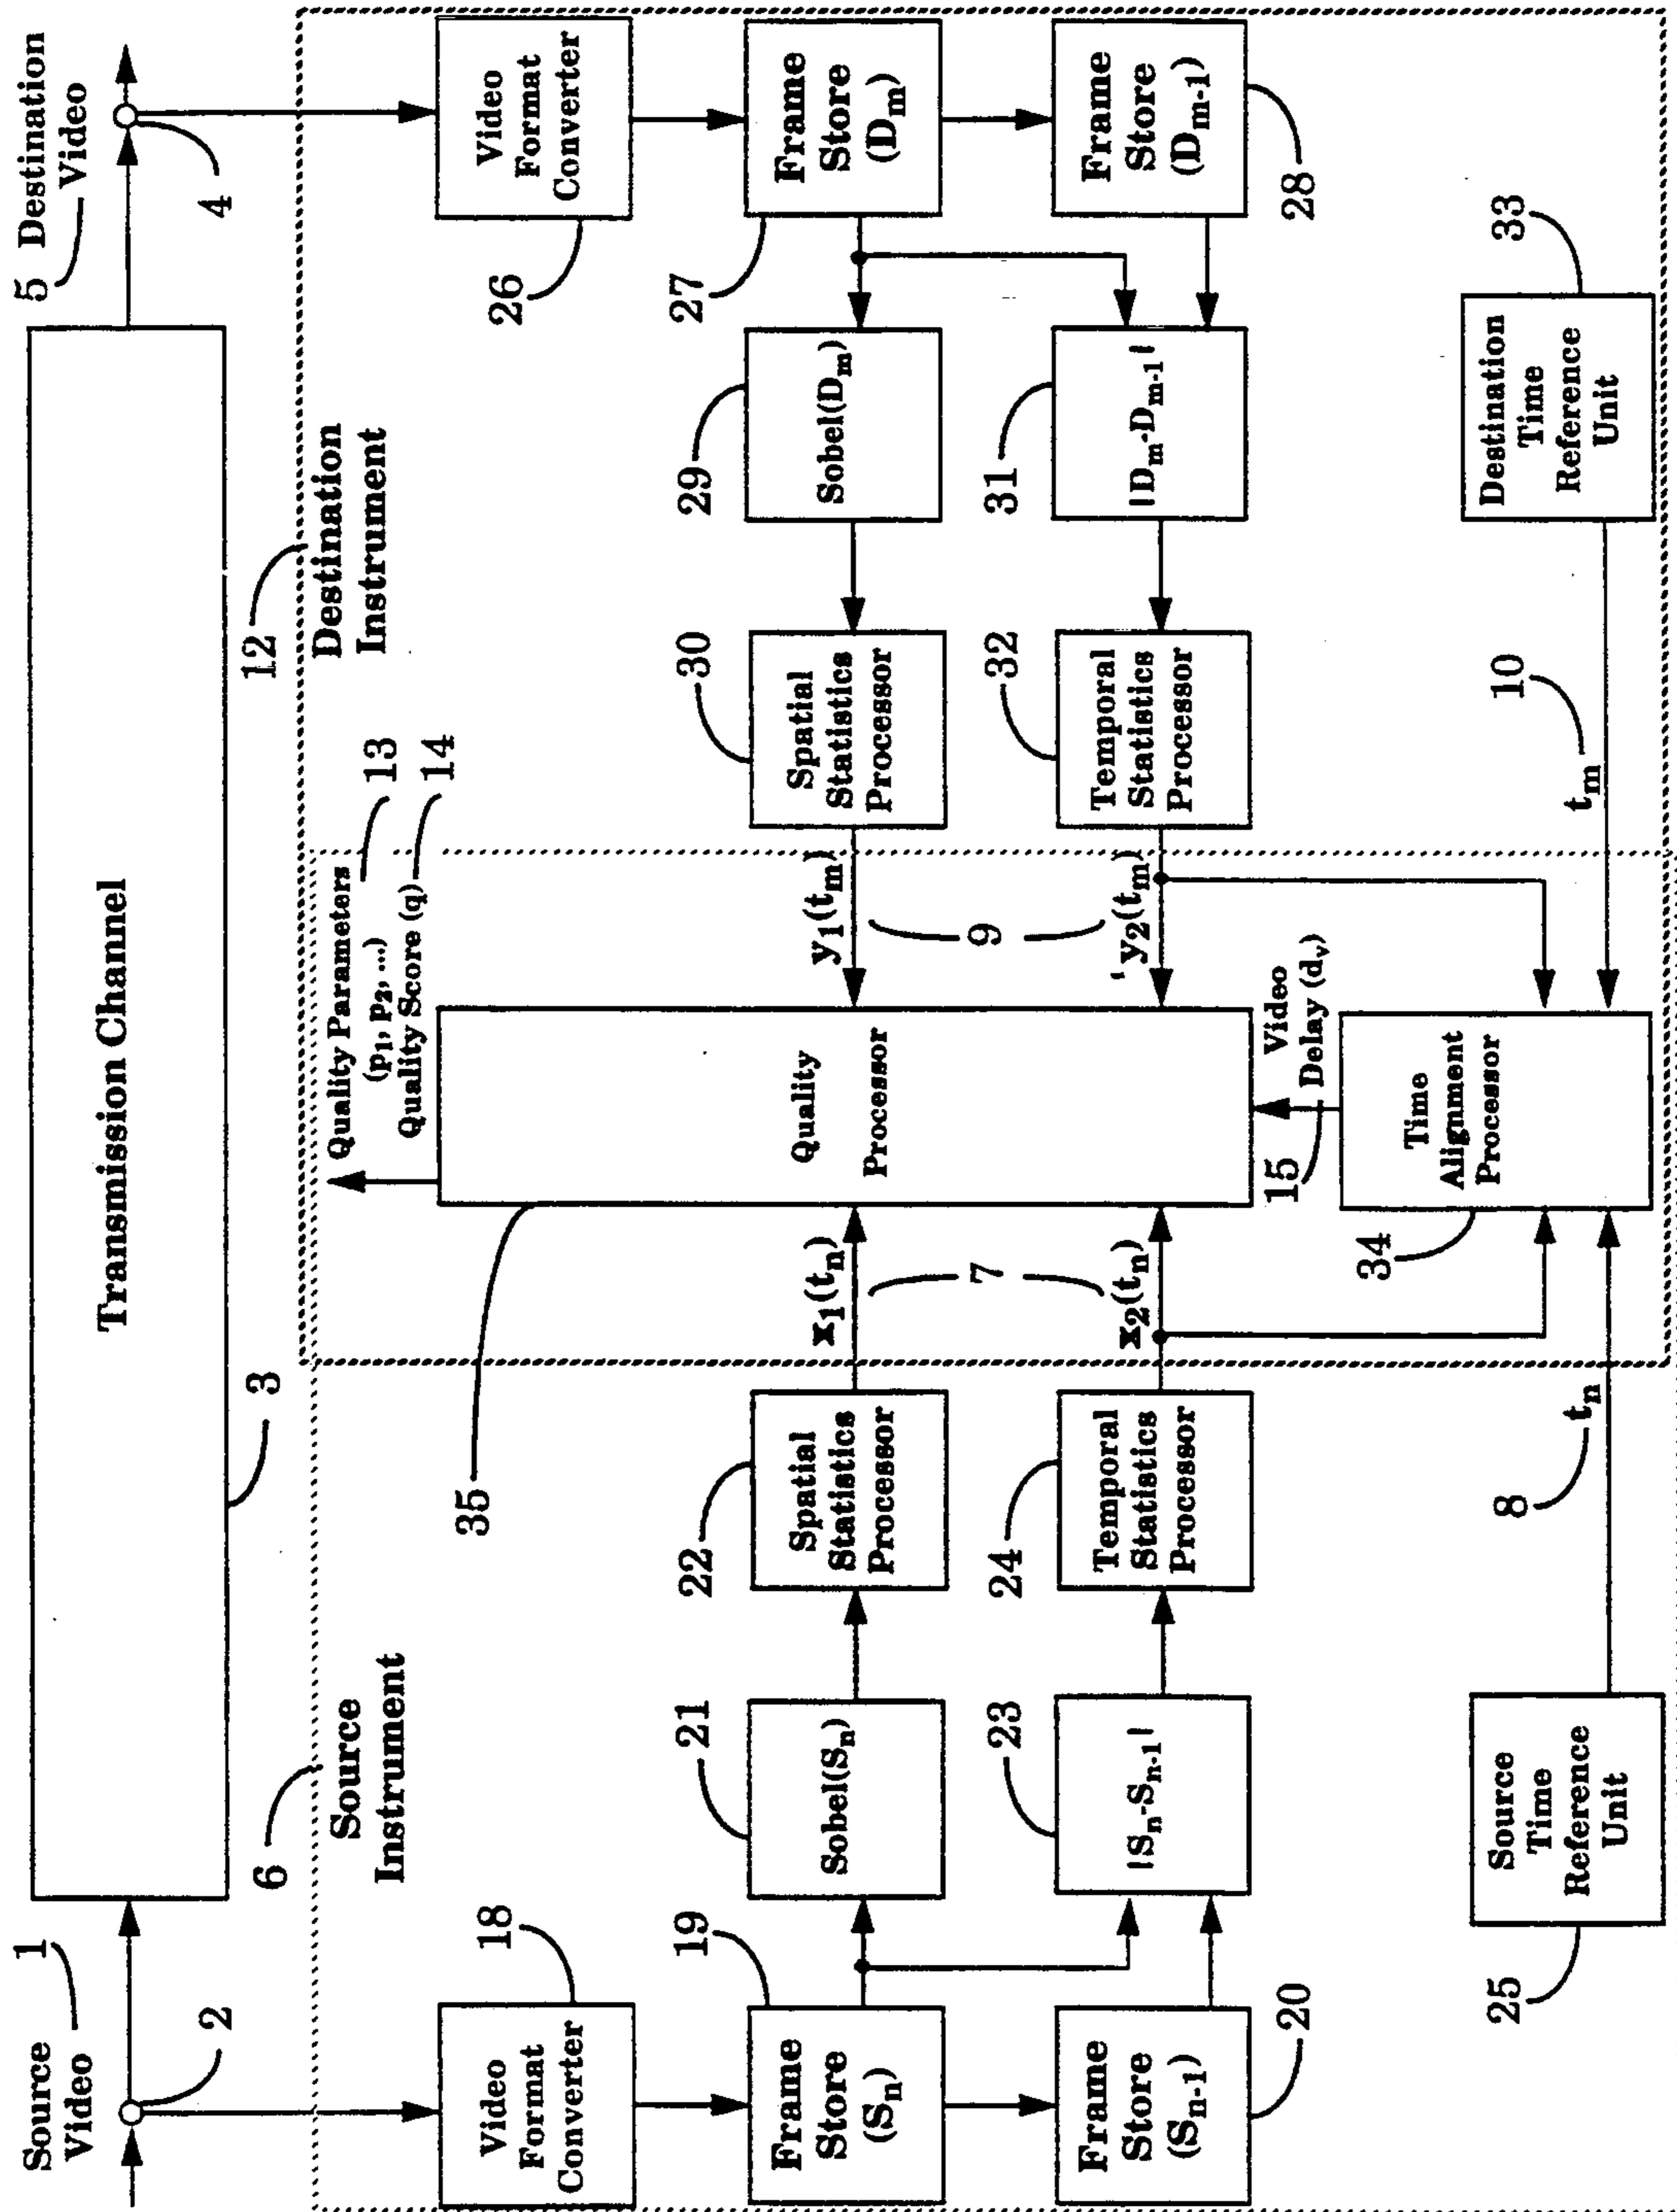 Source
Video
1
2
Transmission Channel
3
5 Destination
Video
4
6
Source
Instrument
12
Destination
Instrument
Quality Parameters
(p1, p2, ...)
Quality Score (q)
13
14
Video
Format
Converter
18
Frame
Store
(Sn)
19
Frame
Store
(Sn-1)
20
Sobel(Sn)
21
|Sn-Sn-1|
23
Spatial
Statistics
Processor
22
Temporal
Statistics
Processor
24
x1(tn)
7
x2(tn)
35
Quality
Processor
y1(tm)
9
y2(tm)
Spatial
Statistics
Processor
30
Temporal
Statistics
Processor
32
Sobel(Dm)
29
|Dm-Dm-1|
31
Video
Format
Converter
26
Frame
Store
(Dm)
27
Frame
Store
(Dm-1)
28
Source
Time
Reference
Unit
25
8
tn
Video
Delay (dv)
15
Time
Alignment
Processor
34
tm
10
Destination
Time
Reference
Unit
33